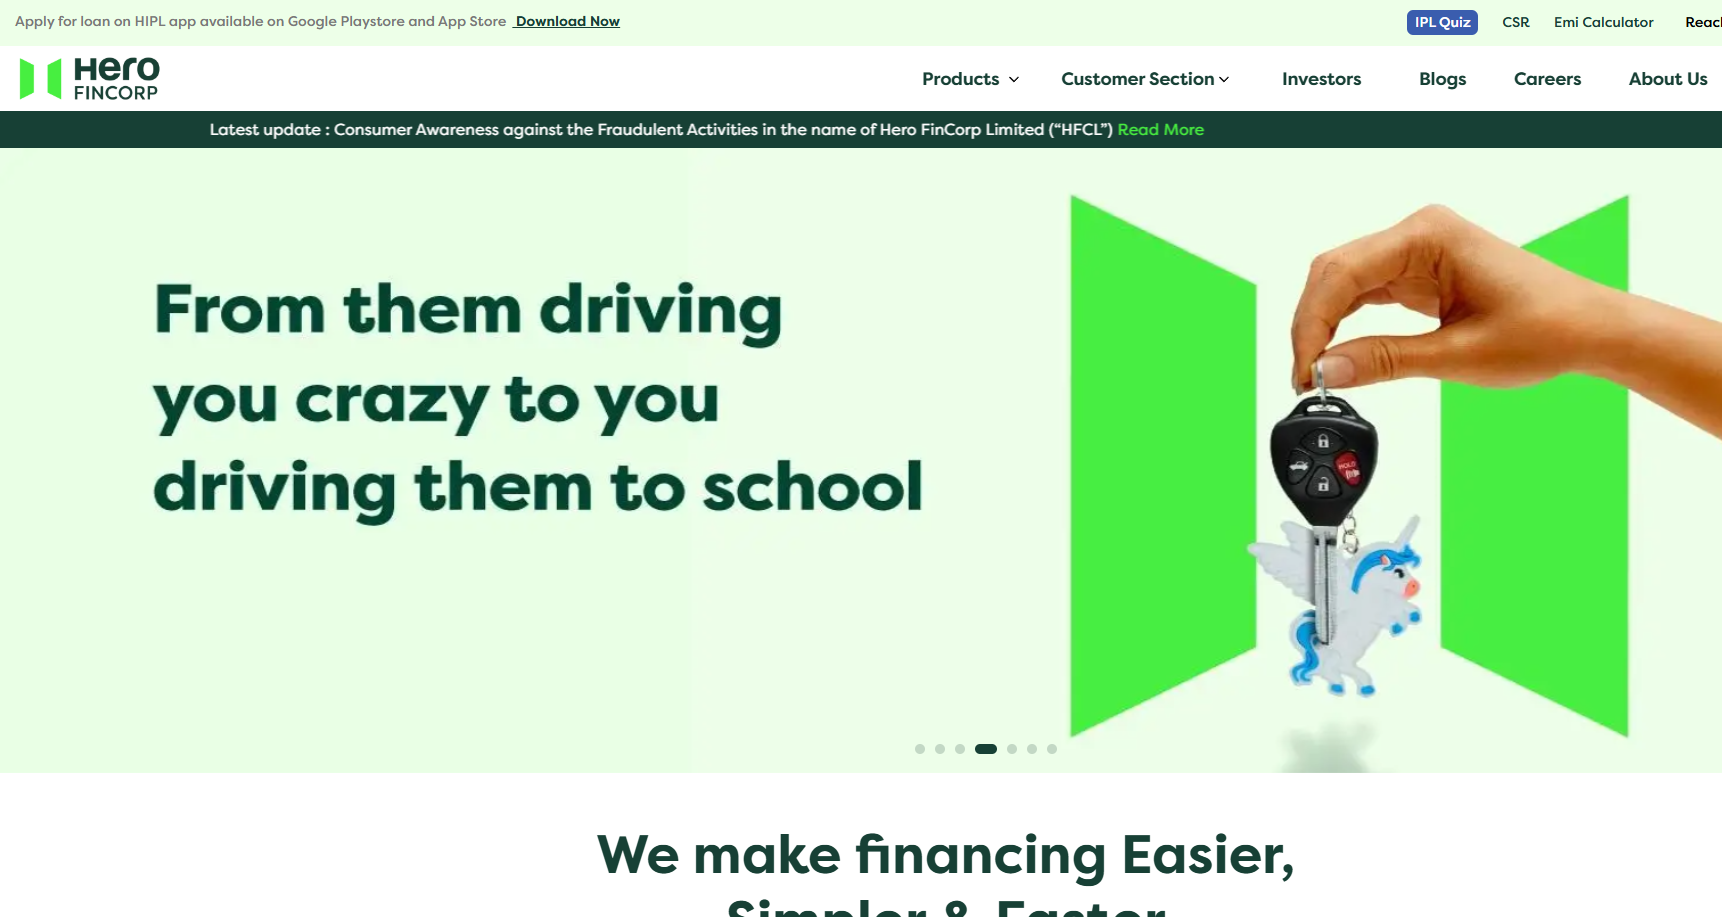 Apply for loan on HIPL app available on Google Playstore and App Store Download Now
IPL Quiz CSR Emi Calculator
Hero
FINCORP
Products Customer Section Investors Blogs Careers About Us
Latest update : Consumer Awareness against the Fraudulent Activities in the name of Hero FinCorp Limited (“HFCL”) Read More
From them driving
you crazy to you
driving them to school
HOLD
We make financing Easier,
Simpler & Faster